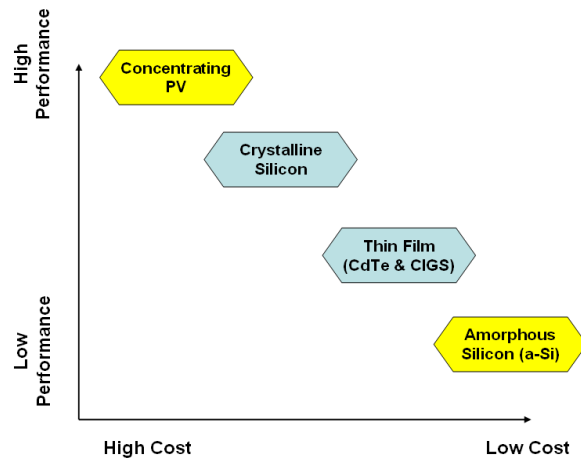 High
Performance
Concentrating
PV
Crystalline
Silicon
Thin Film
(CdTe & CIGS)
Amorphous
Silicon (a-Si)
Low
Performance
High Cost
Low Cost